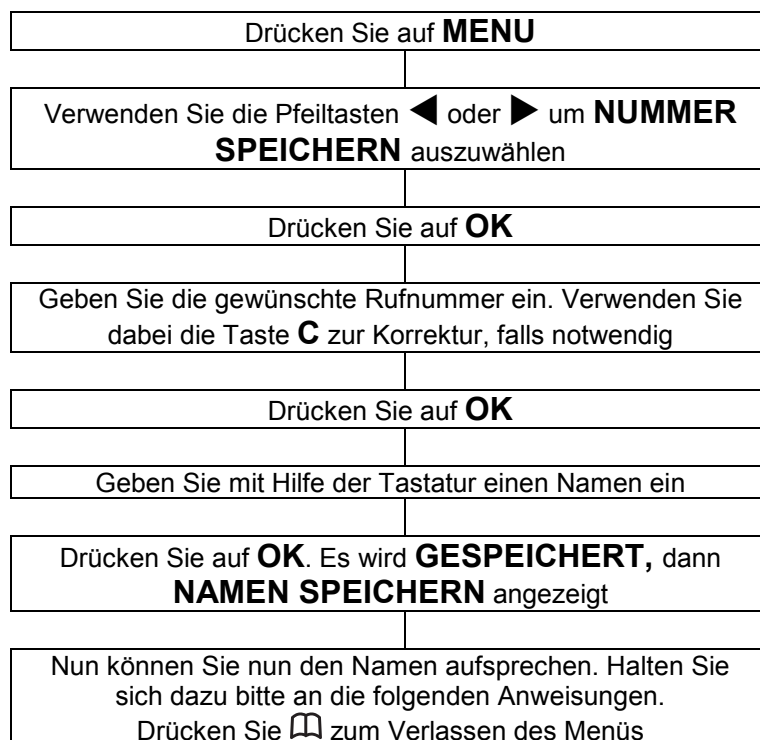 Drücken Sie auf MENU
Verwenden Sie die Pfeiltasten ◀ oder ▶ um NUMMER
SPEICHERN auszuwählen
Drücken Sie auf OK
Geben Sie die gewünschte Rufnummer ein. Verwenden Sie
dabei die Taste C zur Korrektur, falls notwendig
Drücken Sie auf OK
Geben Sie mit Hilfe der Tastatur einen Namen ein
Drücken Sie auf OK. Es wird GESPEICHERT, dann
NAMEN SPEICHERN angezeigt
Nun können Sie nun den Namen aufsprechen. Halten Sie
sich dazu bitte an die folgenden Anweisungen.
Drücken Sie 🕮 zum Verlassen des Menüs